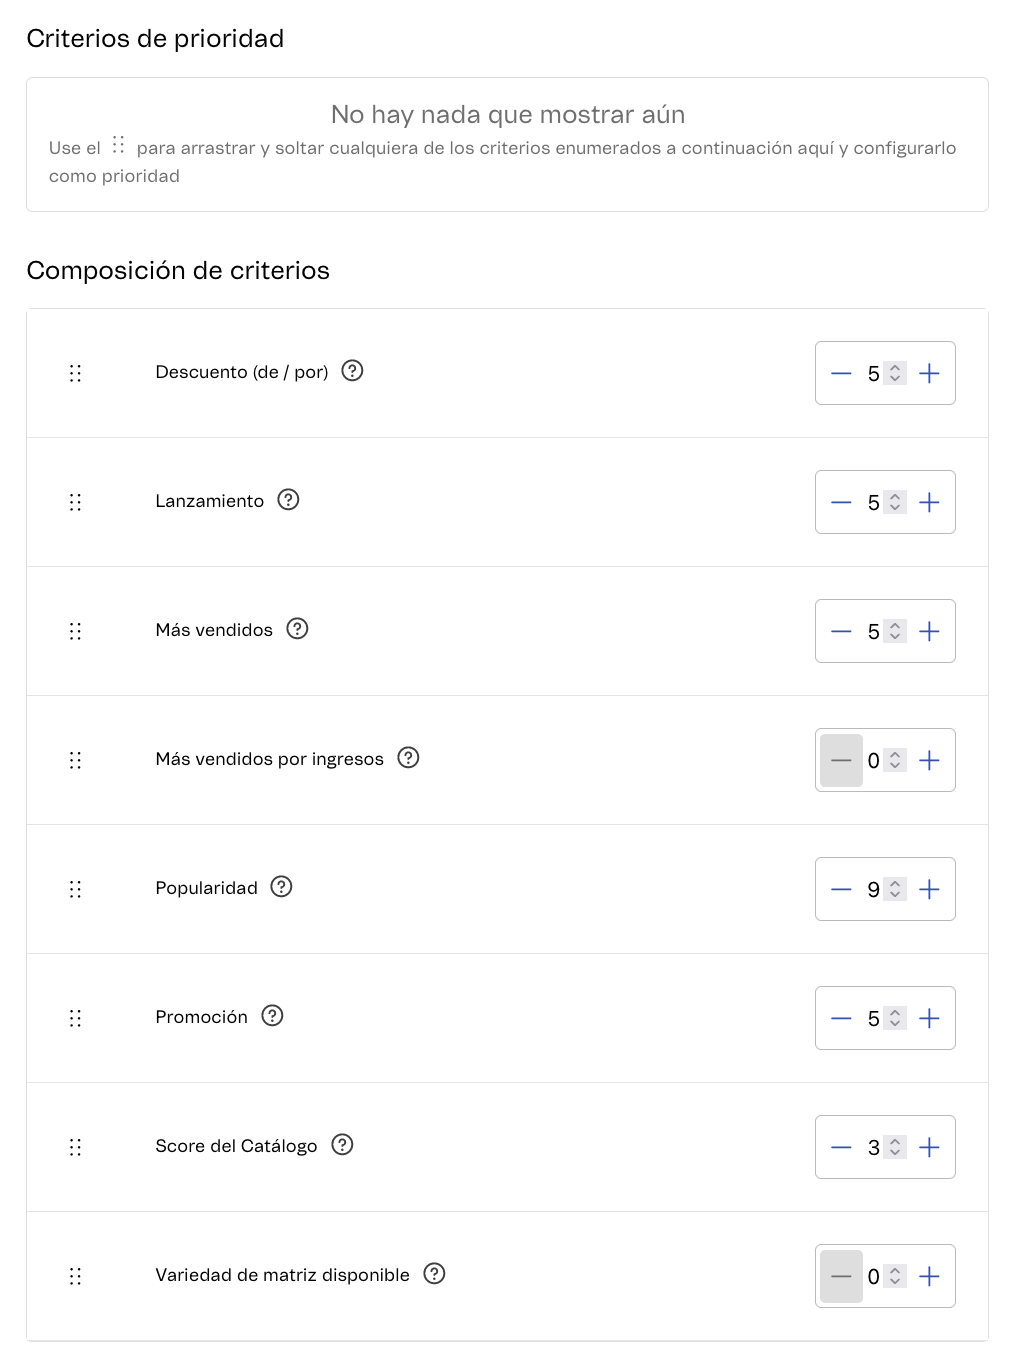 Criterios de prioridad
No hay nada que mostrar aún
Use el para arrastrar y soltar cualquiera de los criterios enumerados a continuación aquí y configurarlo
como prioridad
Composición de criterios
Descuento (de / por) ? — 5 +
Lanzamiento ? — 5 +
Más vendidos ? — 5 +
Más vendidos por ingresos ? — 0 +
Popularidad ? — 9 +
Promoción ? — 5 +
Score del Catálogo ? — 3 +
Variedad de matriz disponible ? — 0 +